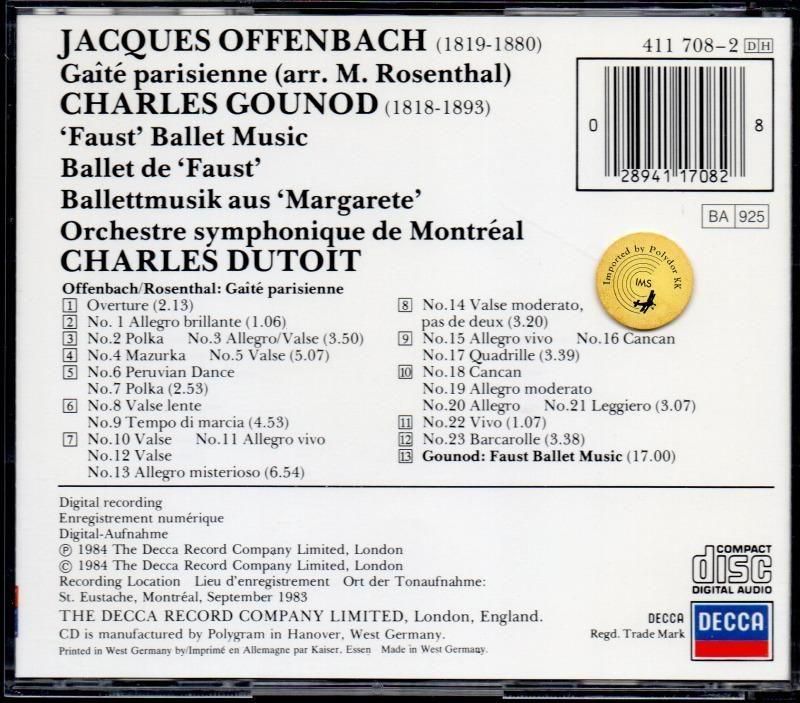 JACQUES OFFENBACH (1819-1880)
411 708-2 DH
Gaîté parisienne (arr. M. Rosenthal)
CHARLES GOUNOD (1818-1893)
'Faust' Ballet Music
Ballet de 'Faust'
Ballettmusik aus 'Margarete'
Orchestre symphonique de Montréal
CHARLES DUTOIT
0 28941 17082 8
BA 925
Imported by Polydor KK
IMS
Offenbach/Rosenthal: Gaîté parisienne
1 Overture (2.13)
2 No. 1 Allegro brillante (1.06)
3 No.2 Polka No.3 Allegro/Valse (3.50)
4 No.4 Mazurka No.5 Valse (5.07)
5 No.6 Peruvian Dance
No.7 Polka (2.53)
6 No.8 Valse lente
No.9 Tempo di marcia (4.53)
7 No.10 Valse No.11 Allegro vivo
No.12 Valse
No.13 Allegro misterioso (6.54)
8 No.14 Valse moderato,
pas de deux (3.20)
9 No.15 Allegro vivo No.16 Cancan
No.17 Quadrille (3.39)
10 No.18 Cancan
No.19 Allegro moderato
No.20 Allegro No.21 Leggiero (3.07)
11 No.22 Vivo (1.07)
12 No.23 Barcarolle (3.38)
13 Gounod: Faust Ballet Music (17.00)
Digital recording
Enregistrement numérique
Digital-Aufnahme
℗ 1984 The Decca Record Company Limited, London
© 1984 The Decca Record Company Limited, London
Recording Location Lieu d'enregistrement Ort der Tonaufnahme:
St. Eustache, Montréal, September 1983
THE DECCA RECORD COMPANY LIMITED, London, England.
CD is manufactured by Polygram in Hanover, West Germany.
Printed in West Germany by/Imprimé en Allemagne par Kaiser, Essen Made in West Germany.
COMPACT
disc
DIGITAL AUDIO
DECCA
Regd. Trade Mark
DECCA